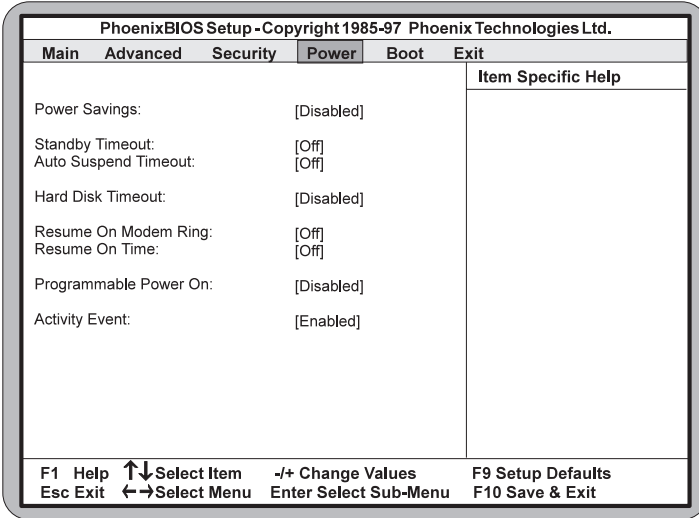 PhoenixBIOS Setup - Copyright 1985-97 Phoenix Technologies Ltd.
Main Advanced Security Power Boot Exit
Item Specific Help
Power Savings: [Disabled]
Standby Timeout: [Off]
Auto Suspend Timeout: [Off]
Hard Disk Timeout: [Disabled]
Resume On Modem Ring: [Off]
Resume On Time: [Off]
Programmable Power On: [Disabled]
Activity Event: [Enabled]
F1 Help ↑↓Select Item -/+ Change Values F9 Setup Defaults
Esc Exit ←→Select Menu Enter Select Sub-Menu F10 Save & Exit